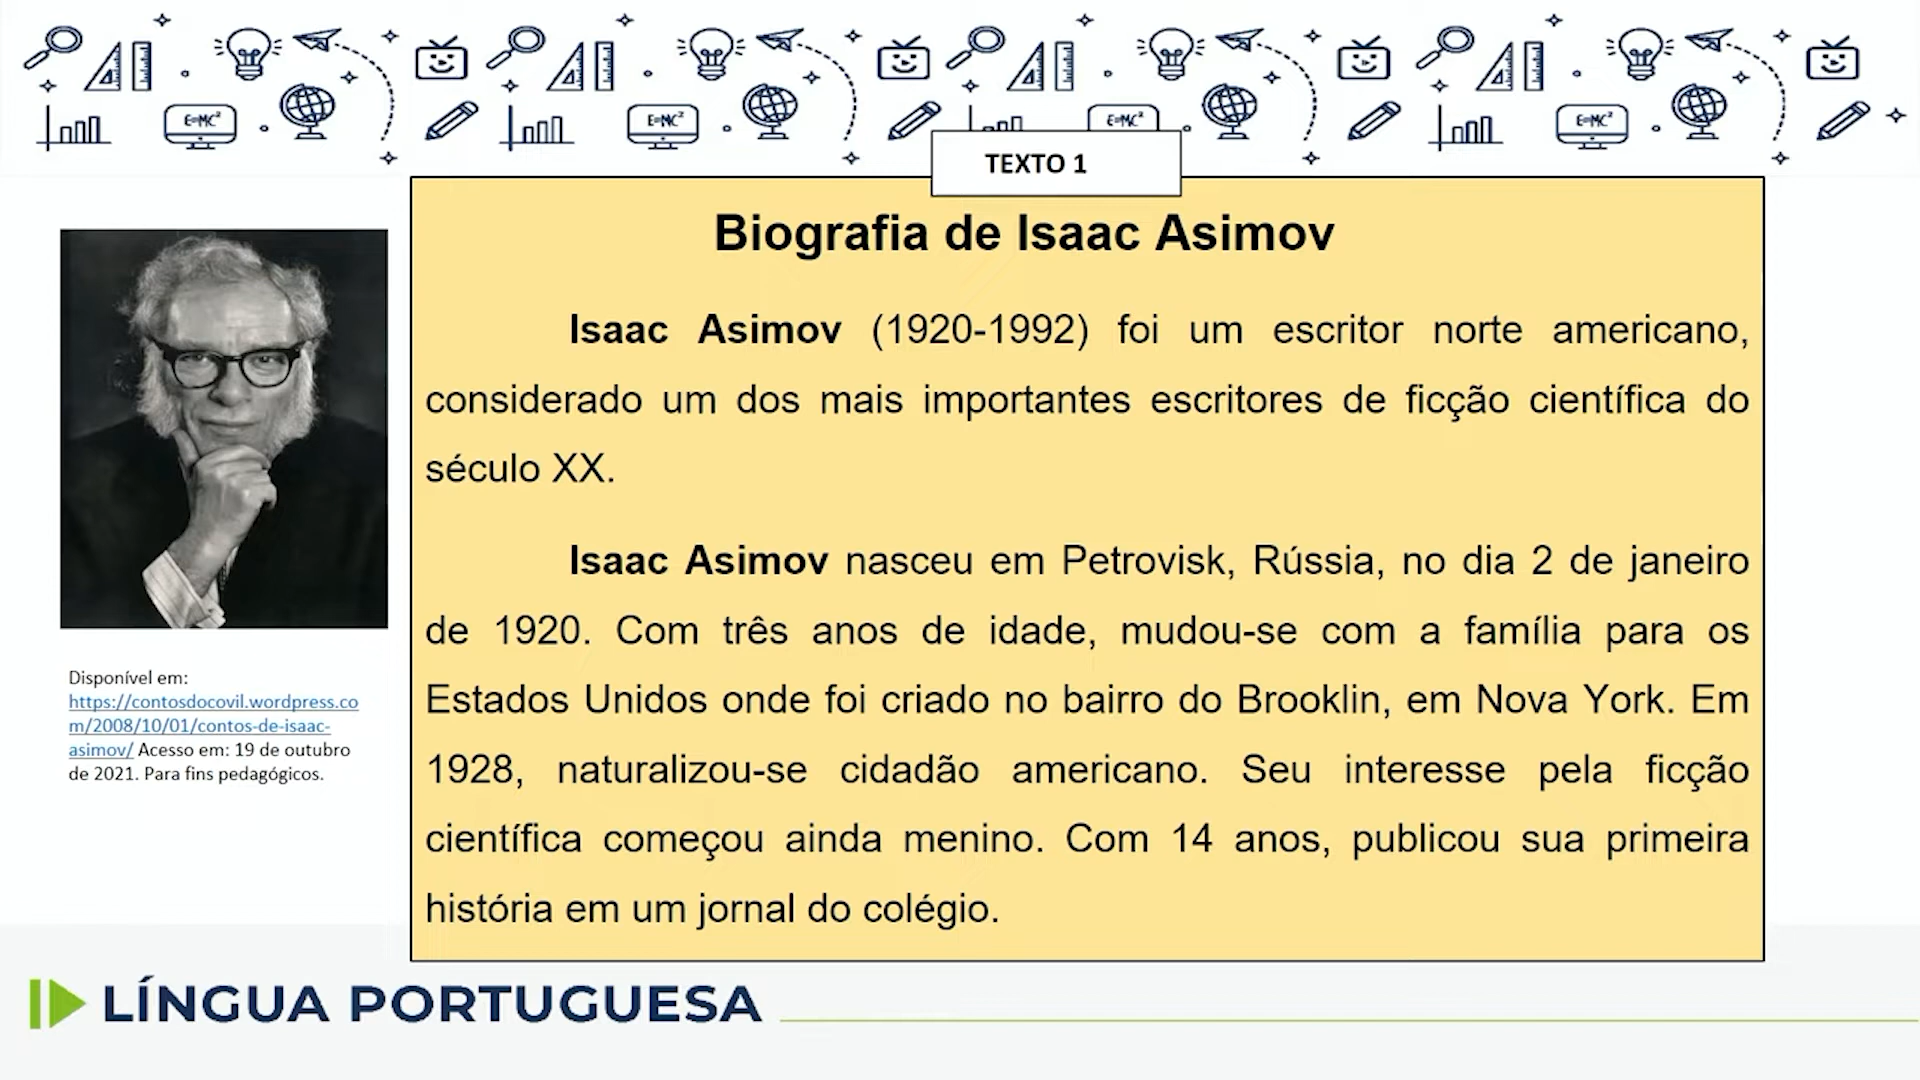 E=MC²
E=MC²
E=MC²
E=MC²
TEXTO 1
Biografia de Isaac Asimov
Isaac Asimov (1920-1992) foi um escritor norte americano,
considerado um dos mais importantes escritores de ficção científica do
século XX.
Isaac Asimov nasceu em Petrovisk, Rússia, no dia 2 de janeiro
de 1920. Com três anos de idade, mudou-se com a família para os
Estados Unidos onde foi criado no bairro do Brooklin, em Nova York. Em
1928, naturalizou-se cidadão americano. Seu interesse pela ficção
científica começou ainda menino. Com 14 anos, publicou sua primeira
história em um jornal do colégio.
Disponível em:
https://contosdocovil.wordpress.co
m/2008/10/01/contos-de-isaac-
asimov/ Acesso em: 19 de outubro
de 2021. Para fins pedagógicos.
LÍNGUA PORTUGUESA